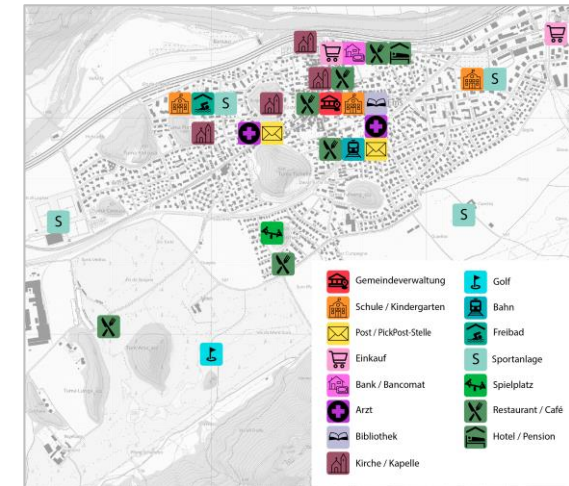 S
S
S
S
Gemeindeverwaltung
Schule / Kindergarten
Post / PickPost-Stelle
Einkauf
Bank / Bancomat
Arzt
Bibliothek
Kirche / Kapelle
Golf
Bahn
Freibad
S Sportanlage
Spielplatz
Restaurant / Café
Hotel / Pension